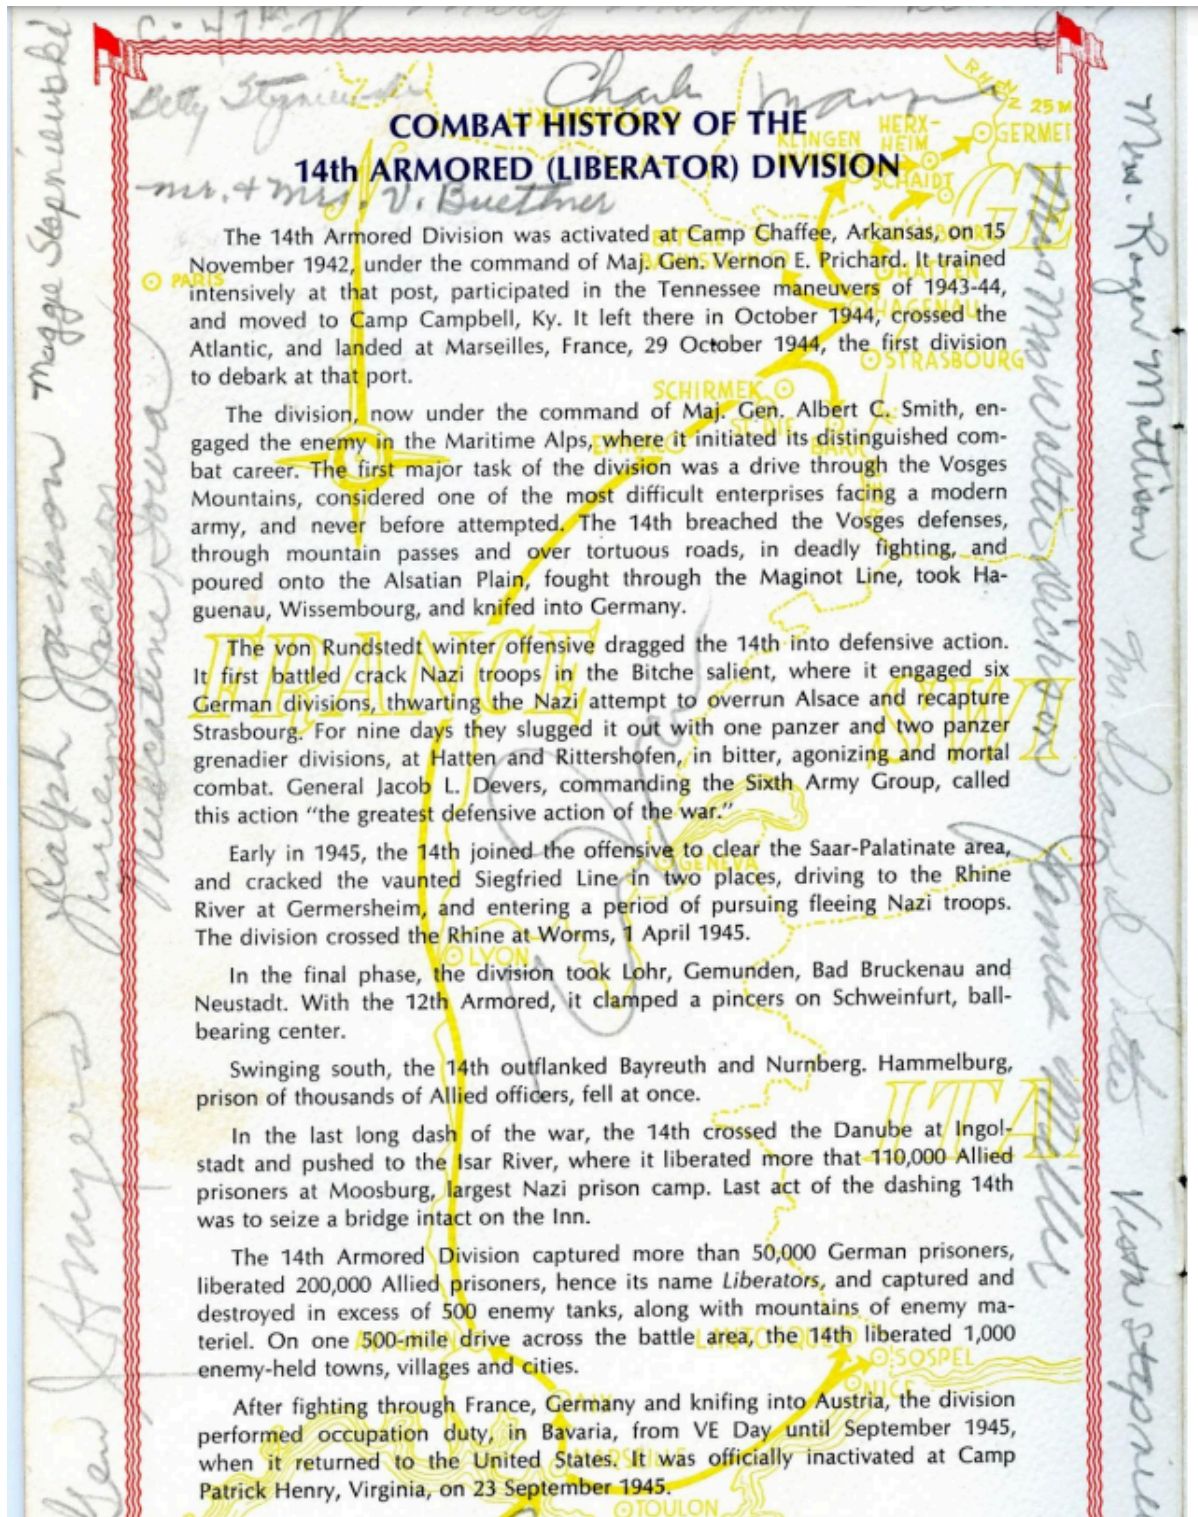 Betty
COMBAT HISTORY OF THE
14th ARMORED (LIBERATOR) DIVISION
Mr. + Mrs. V. Buettner
The 14th Armored Division was activated at Camp Chaffee, Arkansas, on 15
November 1942, under the command of Maj. Gen. Vernon E. Prichard. It trained
intensively at that post, participated in the Tennessee maneuvers of 1943-44,
and moved to Camp Campbell, Ky. It left there in October 1944, crossed the
Atlantic, and landed at Marseilles, France, 29 October 1944, the first division
to debark at that port.
The division, now under the command of Maj. Gen. Albert C. Smith, en-
gaged the enemy in the Maritime Alps, where it initiated its distinguished com-
bat career. The first major task of the division was a drive through the Vosges
Mountains, considered one of the most difficult enterprises facing a modern
army, and never before attempted. The 14th breached the Vosges defenses,
through mountain passes and over tortuous roads, in deadly fighting, and
poured onto the Alsatian Plain, fought through the Maginot Line, took Ha-
guenau, Wissembourg, and knifed into Germany.
The von Rundstedt winter offensive dragged the 14th into defensive action.
It first battled crack Nazi troops in the Bitche salient, where it engaged six
German divisions, thwarting the Nazi attempt to overrun Alsace and recapture
Strasbourg. For nine days they slugged it out with one panzer and two panzer
grenadier divisions, at Hatten and Rittershofen, in bitter, agonizing and mortal
combat. General Jacob L. Devers, commanding the Sixth Army Group, called
this action "the greatest defensive action of the war."
Early in 1945, the 14th joined the offensive to clear the Saar-Palatinate area,
and cracked the vaunted Siegfried Line in two places, driving to the Rhine
River at Germersheim, and entering a period of pursuing fleeing Nazi troops.
The division crossed the Rhine at Worms, 1 April 1945.
In the final phase, the division took Lohr, Gemunden, Bad Bruckenau and
Neustadt. With the 12th Armored, it clamped a pincers on Schweinfurt, ball-
bearing center.
Swinging south, the 14th outflanked Bayreuth and Nurnberg. Hammelburg,
prison of thousands of Allied officers, fell at once.
In the last long dash of the war, the 14th crossed the Danube at Ingol-
stadt and pushed to the Isar River, where it liberated more that 110,000 Allied
prisoners at Moosburg, largest Nazi prison camp. Last act of the dashing 14th
was to seize a bridge intact on the Inn.
The 14th Armored Division captured more than 50,000 German prisoners,
liberated 200,000 Allied prisoners, hence its name Liberators, and captured and
destroyed in excess of 500 enemy tanks, along with mountains of enemy ma-
teriel. On one 500-mile drive across the battle area, the 14th liberated 1,000
enemy-held towns, villages and cities.
After fighting through France, Germany and knifing into Austria, the division
performed occupation duty, in Bavaria, from VE Day until September 1945,
when it returned to the United States. It was officially inactivated at Camp
Patrick Henry, Virginia, on 23 September 1945.
PARIS
LUXEMBURG
KLINGEN
HERX-
HEIM
SCHAIDT
25 M
HATTEN
HAGENAU
STRASBOURG
SCHIRMEK
ST. DIE
BARR
EPINAL
FRANCE
GENEVA
LYON
AVIGNON
LANTOSQUE
SOSPEL
NICE
AIX
MARSEILLE
TOULON
Ralph Jackson
Muscatine Iowa
Mrs. Roger Mattison
James Miller